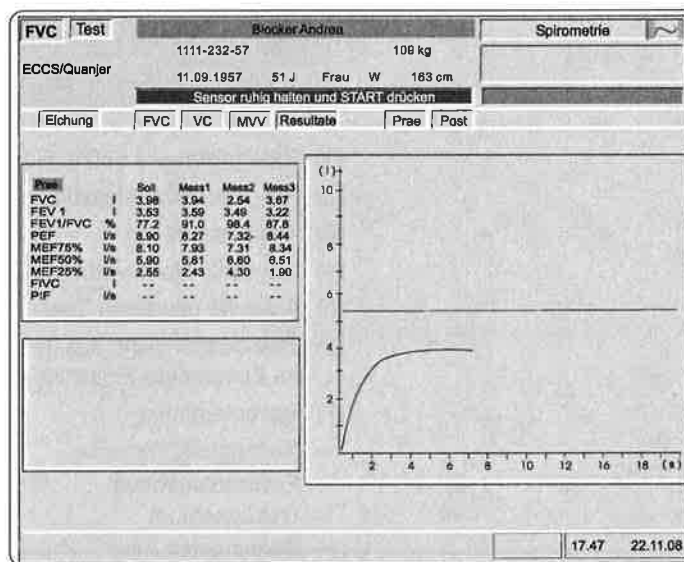 FVC Test Blocker Andrea Spirometrie
1111-232-57 109 kg
ECCS/Quanjer
11.09.1957 51 J Frau W 163 cm
Sensor ruhig halten und START drücken
Eichung FVC VC MVV Resultate Prae Post
Prae Soll Mess1 Mess2 Mess3
FVC l 3.98 3.94 2.54 3.67
FEV 1 l 3.53 3.59 3.49 3.22
FEV1/FVC % 77.2 91.0 98.4 87.8
PEF l/s 8.90 8.27 7.32 8.44
MEF75% l/s 8.10 7.93 7.31 8.34
MEF50% l/s 5.90 5.81 6.60 6.51
MEF25% l/s 2.55 2.43 4.30 1.90
FIVC l -- -- -- --
PIF l/s -- -- -- --
(l)
10
8
6
4
2
2 4 6 8 10 12 16 18 (s)
17.47 22.11.08